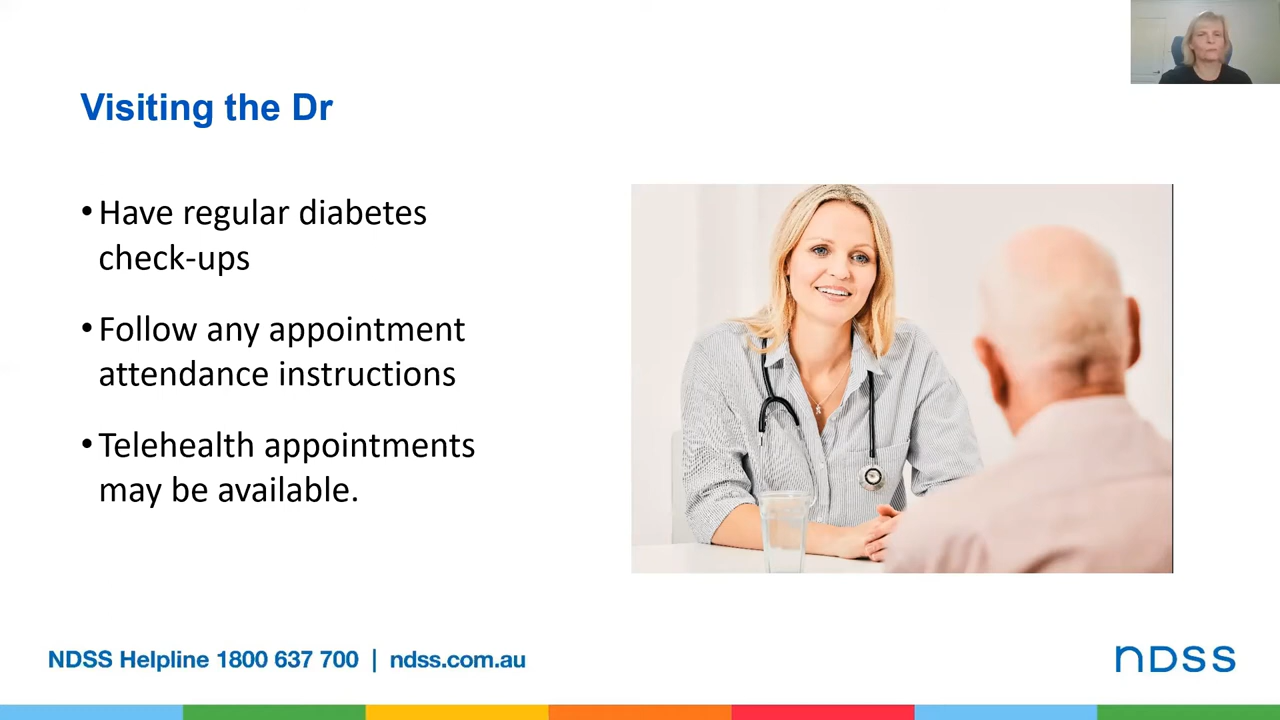 Visiting the Dr
•Have regular diabetes
check-ups
•Follow any appointment
attendance instructions
•Telehealth appointments
may be available.
NDSS Helpline 1800 637 700 | ndss.com.au
ndss